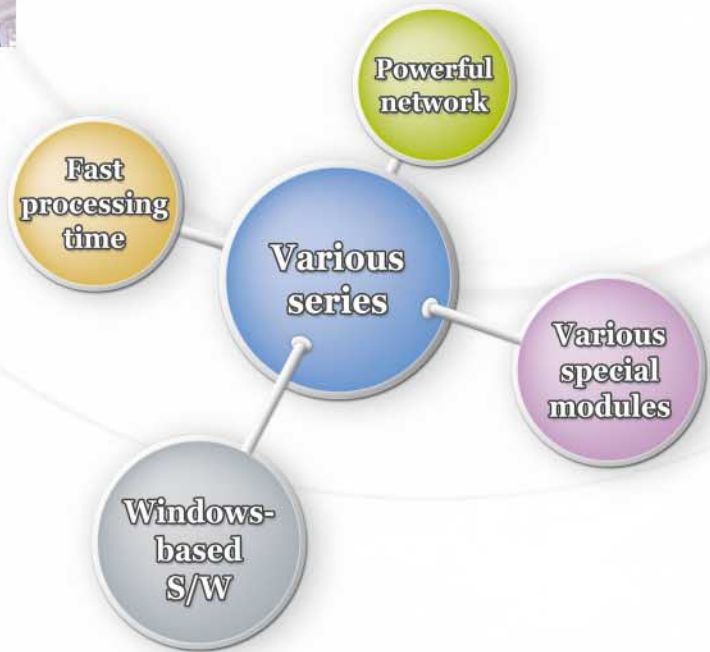 Powerful
network
Fast
processing
time
Various
series
Various
special
modules
Windows-
based
S/W